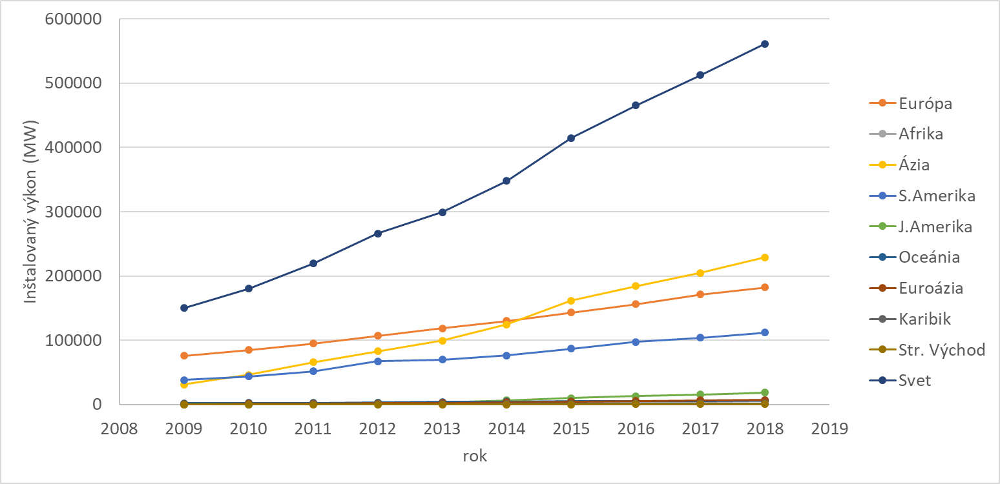 600000
500000
400000
300000
200000
100000
0
Inštalovaný výkon (MW)
2008 2009 2010 2011 2012 2013 2014 2015 2016 2017 2018 2019
rok
Európa
Afrika
Ázia
S.Amerika
J.Amerika
Oceánia
Euroázia
Karibik
Str. Východ
Svet